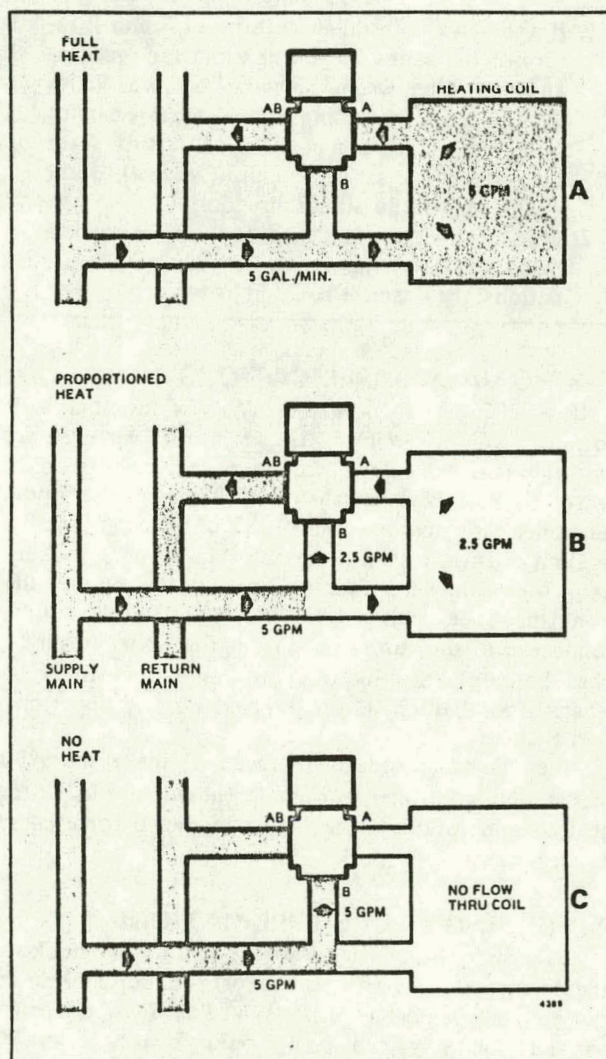 FULL
HEAT
AB A
HEATING COIL
B
5 GPM
A
5 GAL./MIN.
PROPORTIONED
HEAT
AB A
B
2.5 GPM
2.5 GPM
B
5 GPM
SUPPLY RETURN
MAIN MAIN
NO
HEAT
AB A
B
5 GPM
NO FLOW
THRU COIL
C
5 GPM
4388